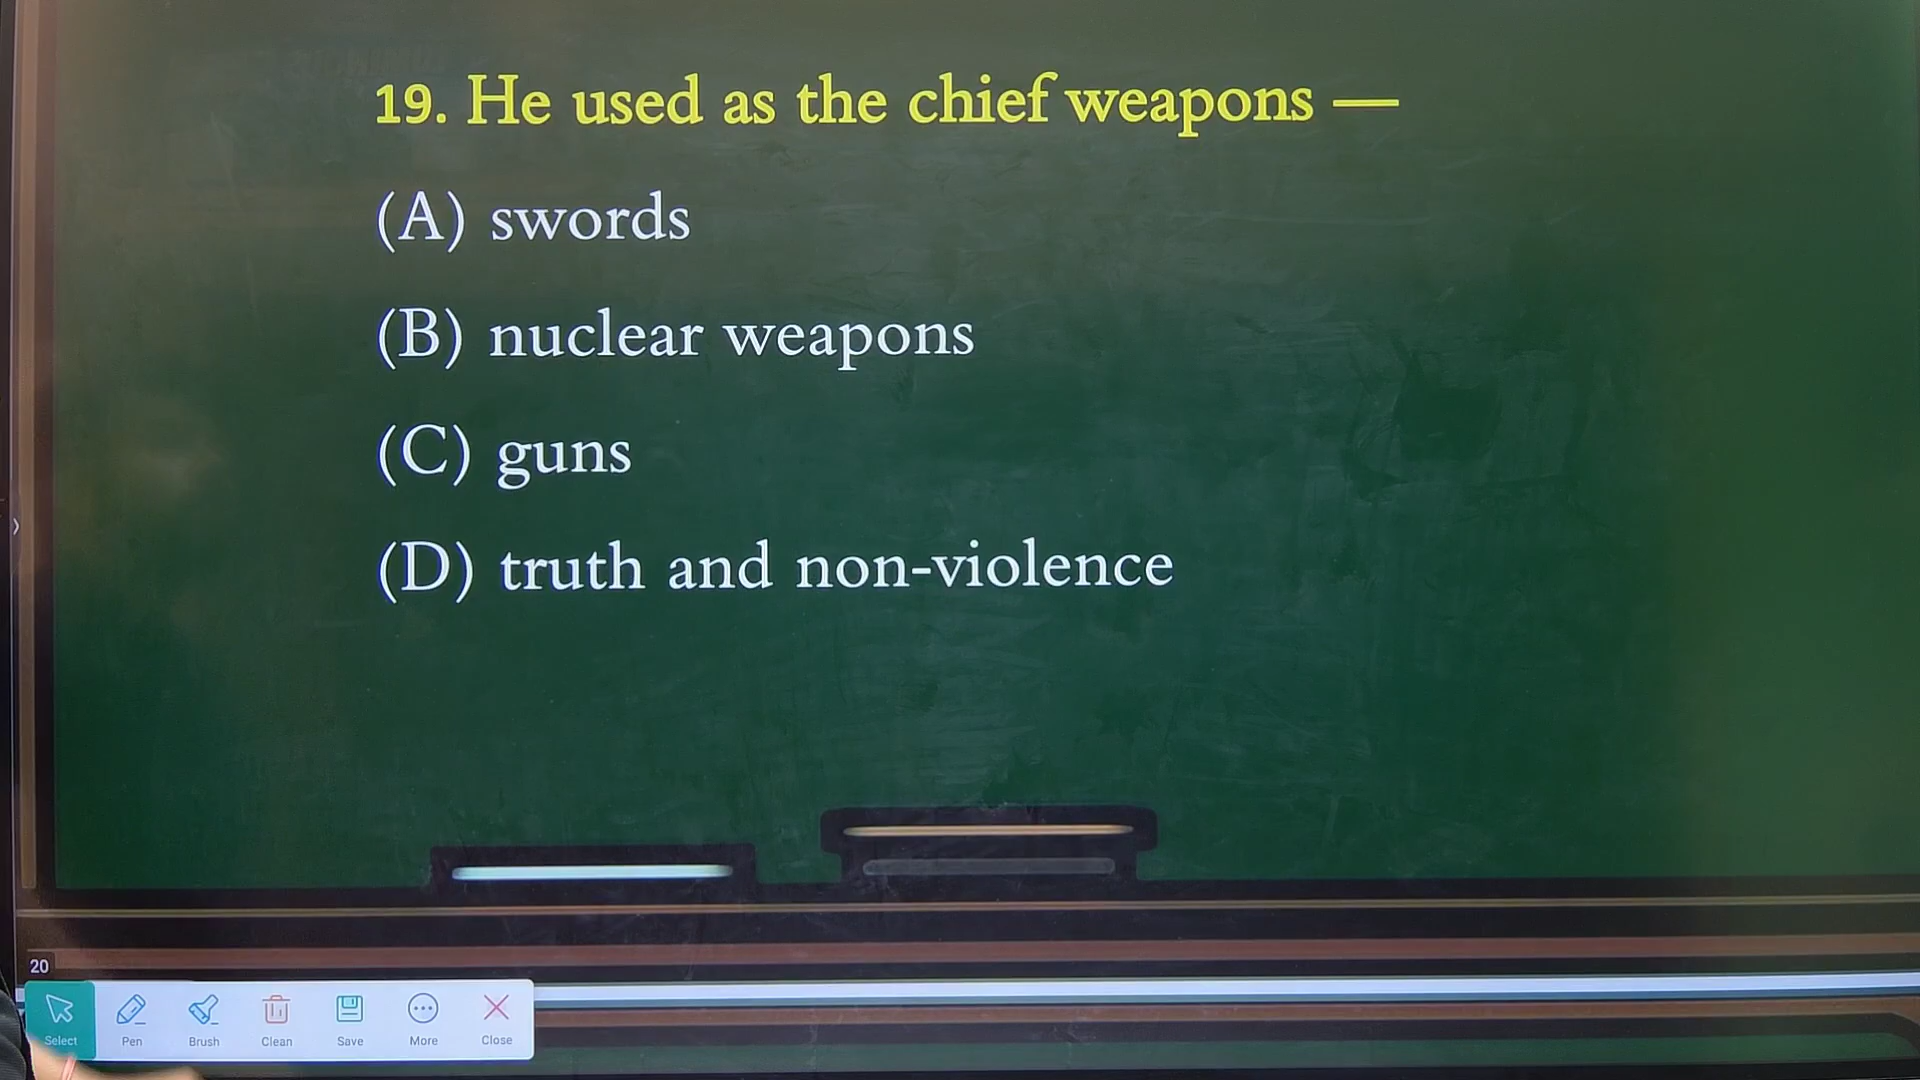 19. He used as the chief weapons —
(A) swords
(B) nuclear weapons
(C) guns
(D) truth and non-violence
20
Select Pen Brush Clean Save More Close